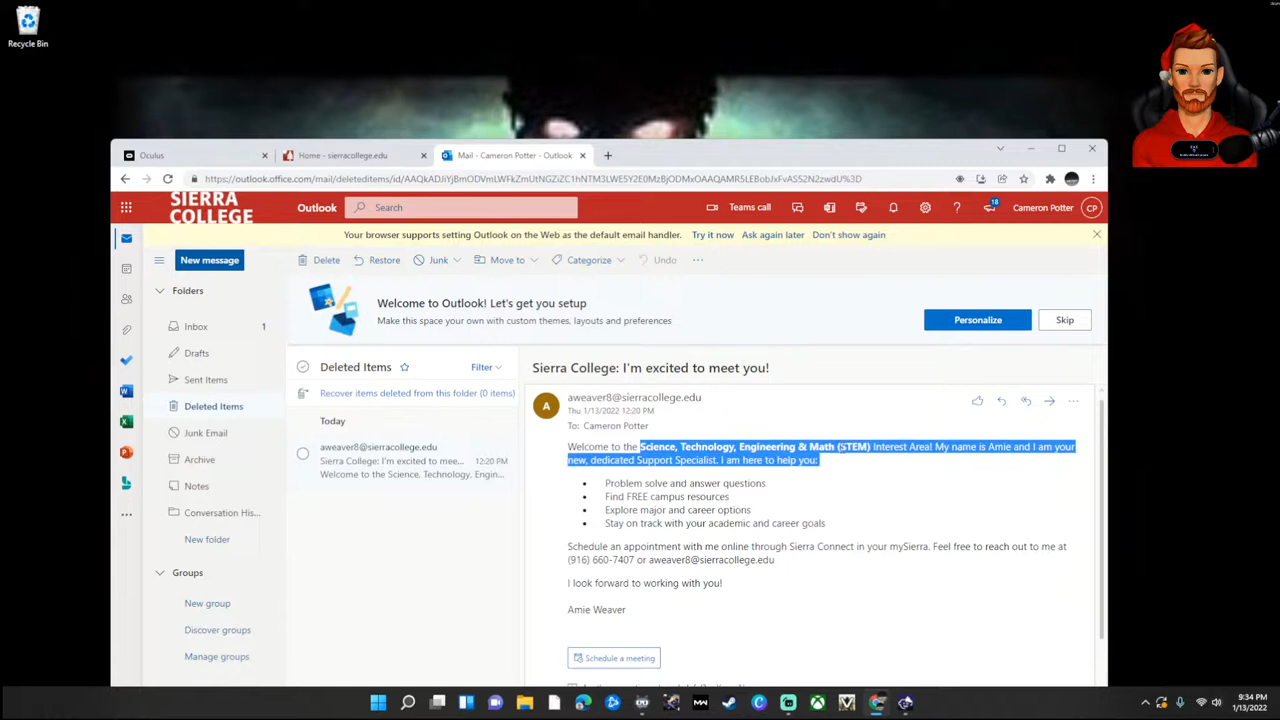 Recycle Bin
Oculus
Home - sierracollege.edu
Mail - Cameron Potter - Outlook
SIERRA
COLLEGE
Outlook
Search
Teams call
18
Cameron Potter
CP
Your browser supports setting Outlook on the Web as the default email handler. Try it now Ask again later Don't show again
New message
Delete
Restore
Junk
Move to
Categorize
Undo
Folders
Inbox 1
Drafts
Sent Items
Deleted Items
Junk Email
Archive
Notes
Conversation His...
New folder
Groups
New group
Discover groups
Manage groups
Welcome to Outlook! Let's get you setup
Make this space your own with custom themes, layouts and preferences
Personalize
Skip
Deleted Items
Filter
Recover items deleted from this folder (0 items)
Today
aweaver8@sierracollege.edu
Sierra College: I'm excited to mee... 12:20 PM
Welcome to the Science, Technology, Engin...
Sierra College: I'm excited to meet you!
A
aweaver8@sierracollege.edu
Thu 1/13/2022 12:20 PM
To: Cameron Potter
Welcome to the Science, Technology, Engineering & Math (STEM) Interest Area! My name is Amie and I am your
new, dedicated Support Specialist. I am here to help you:
• Problem solve and answer questions
• Find FREE campus resources
• Explore major and career options
• Stay on track with your academic and career goals
Schedule an appointment with me online through Sierra Connect in your mySierra. Feel free to reach out to me at
(916) 660-7407 or aweaver8@sierracollege.edu
I look forward to working with you!
Amie Weaver
Schedule a meeting
9:34 PM
1/13/2022